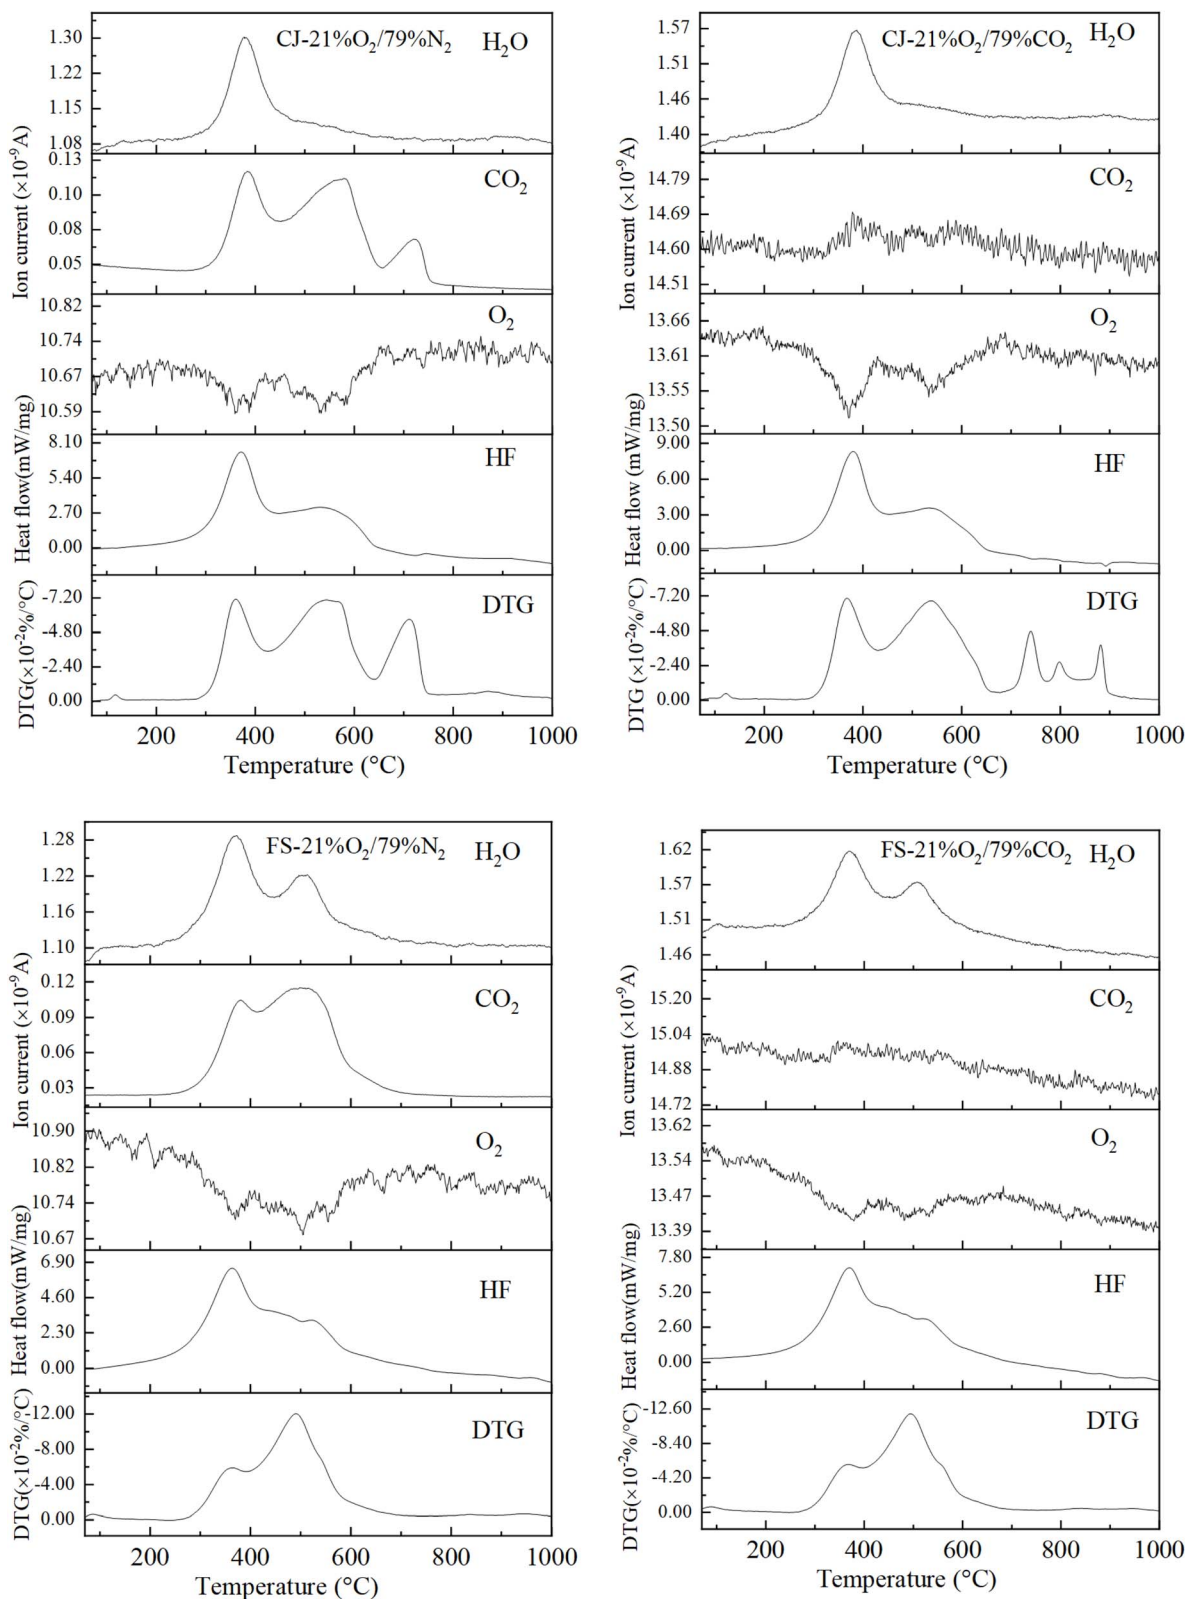 CJ-21%O₂/79%N₂
H₂O
1.30
1.22
1.15
1.08
CO₂
0.13
0.10
0.08
0.05
O₂
10.82
10.74
10.67
10.59
HF
8.10
5.40
2.70
0.00
DTG
-7.20
-4.80
-2.40
0.00
Ion current (×10⁻⁹A)
Heat flow(mW/mg)
DTG(×10⁻²%/°C)
200 400 600 800 1000
Temperature (°C)
CJ-21%O₂/79%CO₂
H₂O
1.57
1.51
1.46
1.40
CO₂
14.79
14.69
14.60
14.51
O₂
13.66
13.61
13.55
13.50
HF
9.00
6.00
3.00
0.00
DTG
-7.20
-4.80
-2.40
0.00
Ion current (×10⁻⁹A)
Heat flow (mW/mg)
DTG (×10⁻²%/°C)
200 400 600 800 1000
Temperature (°C)
FS-21%O₂/79%N₂
H₂O
1.28
1.22
1.16
1.10
CO₂
0.12
0.09
0.06
0.03
O₂
10.90
10.82
10.74
10.67
HF
6.90
4.60
2.30
0.00
DTG
-12.00
-8.00
-4.00
0.00
Ion current (×10⁻⁹A)
Heat flow(mW/mg)
DTG(×10⁻²%/°C)
200 400 600 800 1000
Temperature (°C)
FS-21%O₂/79%CO₂
H₂O
1.62
1.57
1.51
1.46
CO₂
15.20
15.04
14.88
14.72
O₂
13.62
13.54
13.47
13.39
HF
7.80
5.20
2.60
0.00
DTG
-12.60
-8.40
-4.20
0.00
Ion current (×10⁻⁹A)
Heat flow(mW/mg)
DTG(×10⁻²%/°C)
200 400 600 800 1000
Temperature (°C)